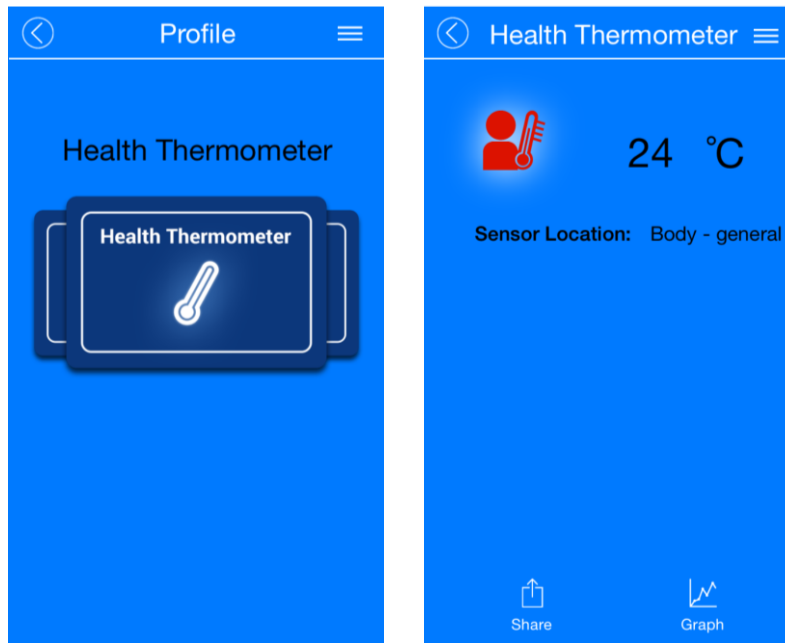 Profile
Health Thermometer
Health Thermometer
Health Thermometer
24 °C
Sensor Location: Body - general
Share
Graph